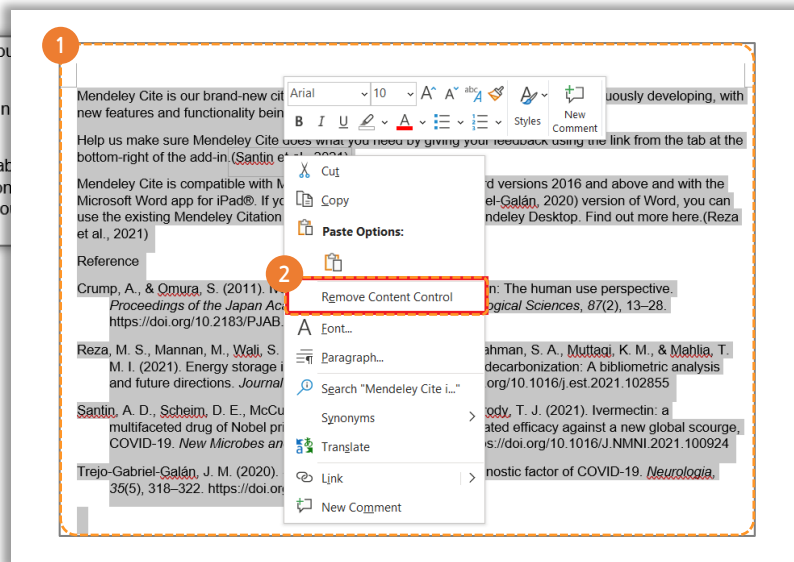 1
Mendeley Cite is our brand-new cit
uously developing, with
new features and functionality bein
Help us make sure Mendeley Cite does what you need by giving your feedback using the link from the tab at the
bottom-right of the add-in.(Santin et al., 2021)
Mendeley Cite is compatible with M
rd versions 2016 and above and with the
Microsoft Word app for iPad®. If yo
el-Galán, 2020) version of Word, you can
use the existing Mendeley Citation
ndeley Desktop. Find out more here.(Reza
et al., 2021)
Reference
Crump, A., & Omura, S. (2011). Iv
n: The human use perspective.
Proceedings of the Japan Aca
ogical Sciences, 87(2), 13–28.
https://doi.org/10.2183/PJAB.
Reza, M. S., Mannan, M., Wali, S.
ahman, S. A., Muttaqi, K. M., & Mahlia, T.
M. I. (2021). Energy storage i
decarbonization: A bibliometric analysis
and future directions. Journal
org/10.1016/j.est.2021.102855
Santin, A. D., Scheim, D. E., McCu
ody, T. J. (2021). Ivermectin: a
multifaceted drug of Nobel pri
ated efficacy against a new global scourge,
COVID-19. New Microbes an
s://doi.org/10.1016/J.NMNI.2021.100924
Trejo-Gabriel-Galán, J. M. (2020).
nostic factor of COVID-19. Neurologia,
35(5), 318–322. https://doi.or
Arial 10 A A abc A
B I U A
Styles
New
Comment
Cut
Copy
Paste Options:
2
Remove Content Control
A Font...
Paragraph...
Search "Mendeley Cite i..."
Synonyms
Translate
Link
New Comment